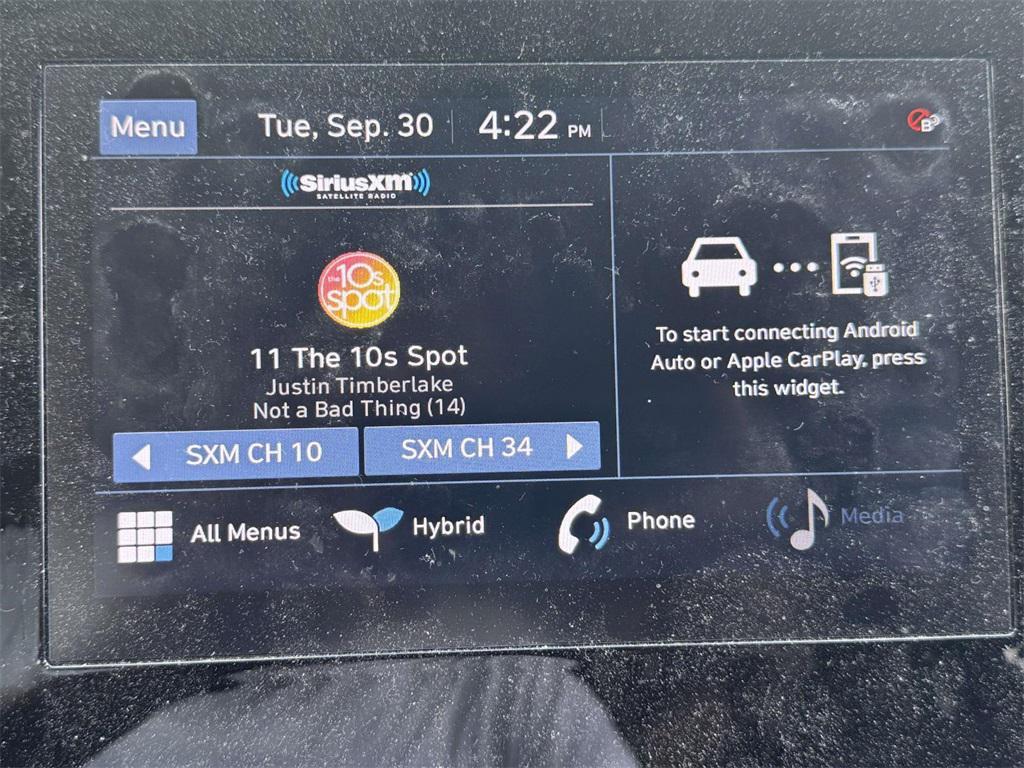 Menu
Tue, Sep. 30
4:22 PM
B
SiriusXM
SATELLITE RADIO
the 10s
spot
11 The 10s Spot
Justin Timberlake
Not a Bad Thing (14)
SXM CH 10
SXM CH 34
To start connecting Android
Auto or Apple CarPlay, press
this widget.
All Menus
Hybrid
Phone
Media